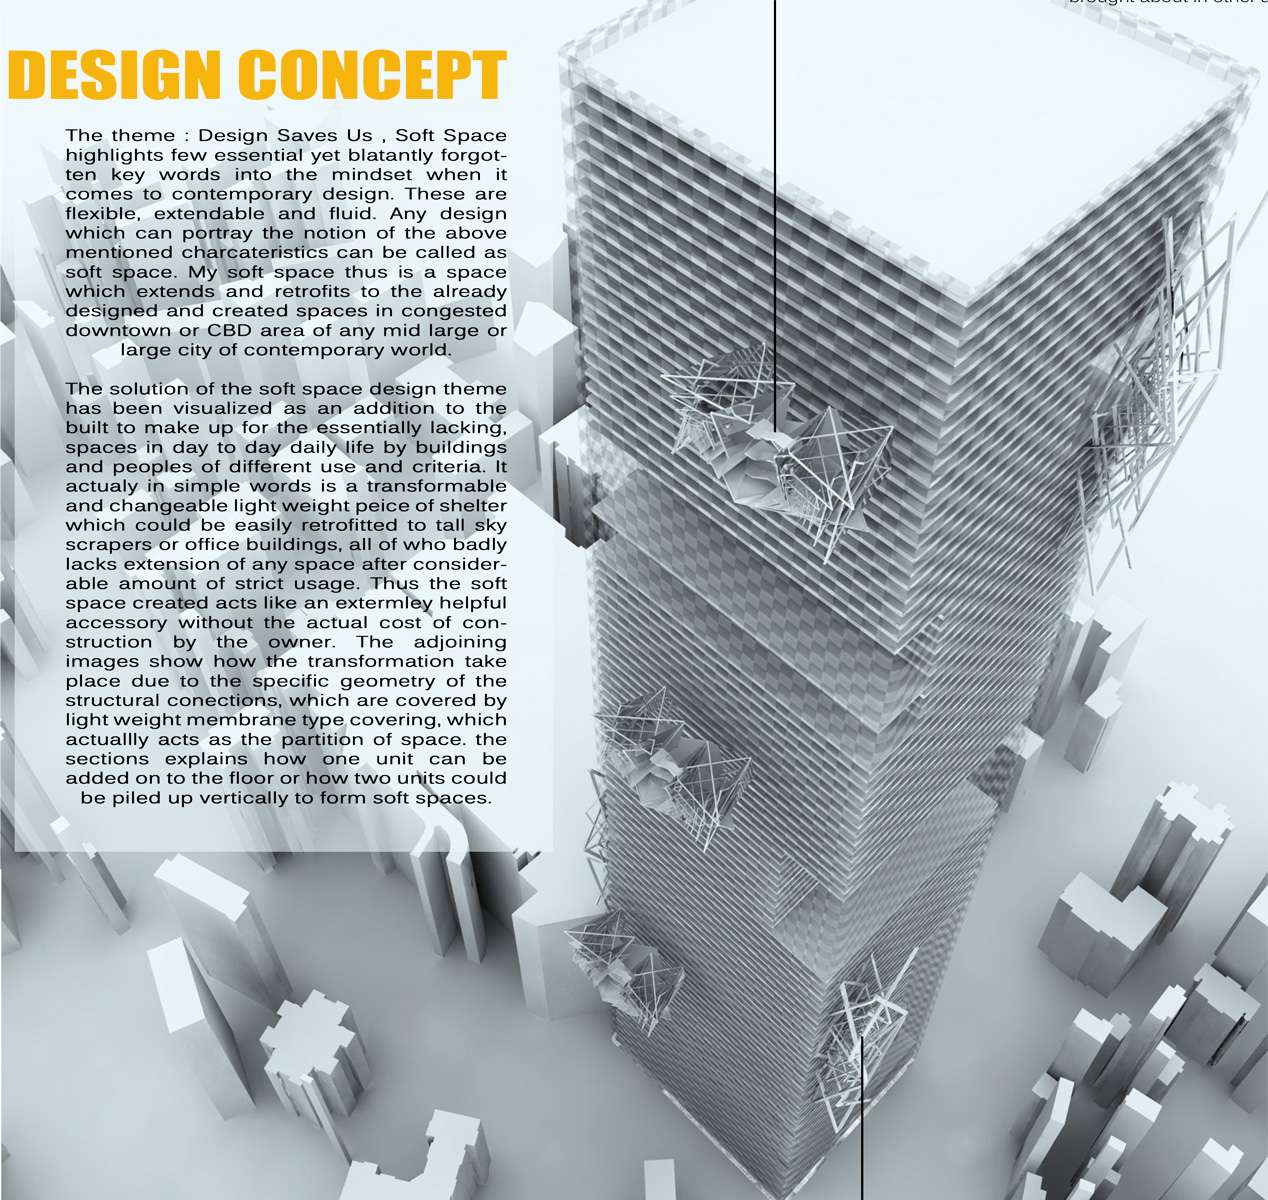 brought about in other
DESIGN CONCEPT
The theme : Design Saves Us , Soft Space
highlights few essential yet blatantly forgot-
ten key words into the mindset when it
comes to contemporary design. These are
flexible, extendable and fluid. Any design
which can portray the notion of the above
mentioned charcateristics can be called as
soft space. My soft space thus is a space
which extends and retrofits to the already
designed and created spaces in congested
downtown or CBD area of any mid large or
large city of contemporary world.
The solution of the soft space design theme
has been visualized as an addition to the
built to make up for the essentially lacking,
spaces in day to day daily life by buildings
and peoples of different use and criteria. It
actualy in simple words is a transformable
and changeable light weight peice of shelter
which could be easily retrofitted to tall sky
scrapers or office buildings, all of who badly
lacks extension of any space after consider-
able amount of strict usage. Thus the soft
space created acts like an extermley helpful
accessory without the actual cost of con-
struction by the owner. The adjoining
images show how the transformation take
place due to the specific geometry of the
structural conections, which are covered by
light weight membrane type covering, which
actuallly acts as the partition of space. the
sections explains how one unit can be
added on to the floor or how two units could
be piled up vertically to form soft spaces.